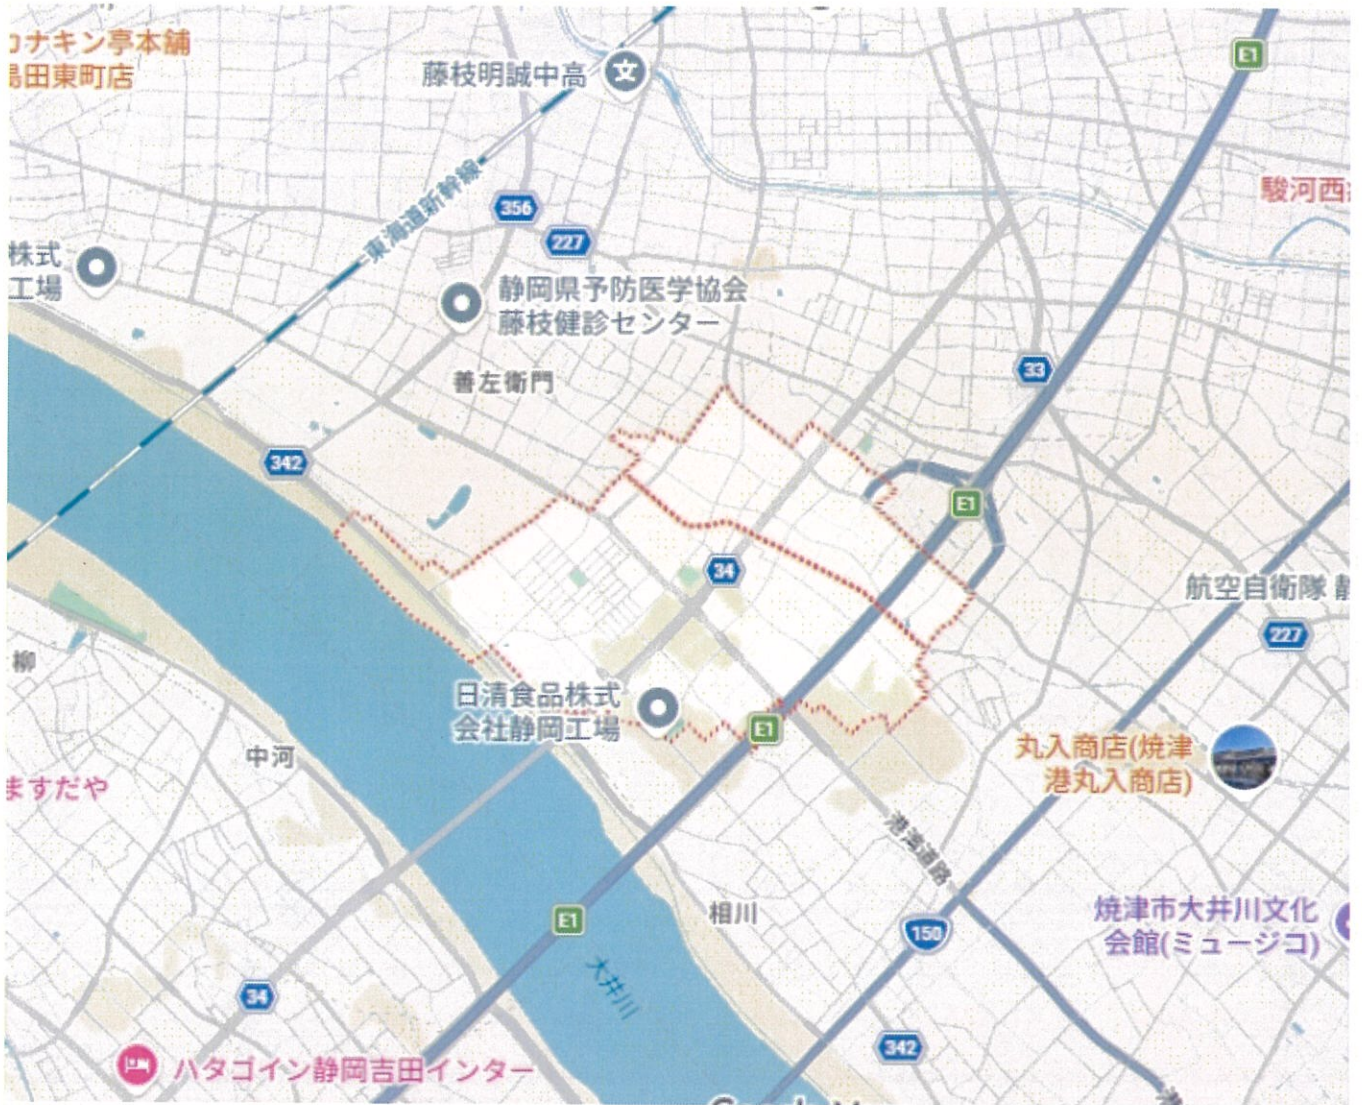 カナキン亭本舗
島田東町店
藤枝明誠中高
文
E1
東海道新幹線
356
227
駿河西
株式
工場
静岡県予防医学協会
藤枝健診センター
善左衛門
33
342
E1
34
航空自衛隊 静
227
柳
日清食品株式
会社静岡工場
E1
中河
ますだや
丸入商店(焼津
港丸入商店)
港湾道路
E1
相川
150
焼津市大井川文化
会館(ミュージコ)
大井川
34
342
ハタゴイン静岡吉田インター